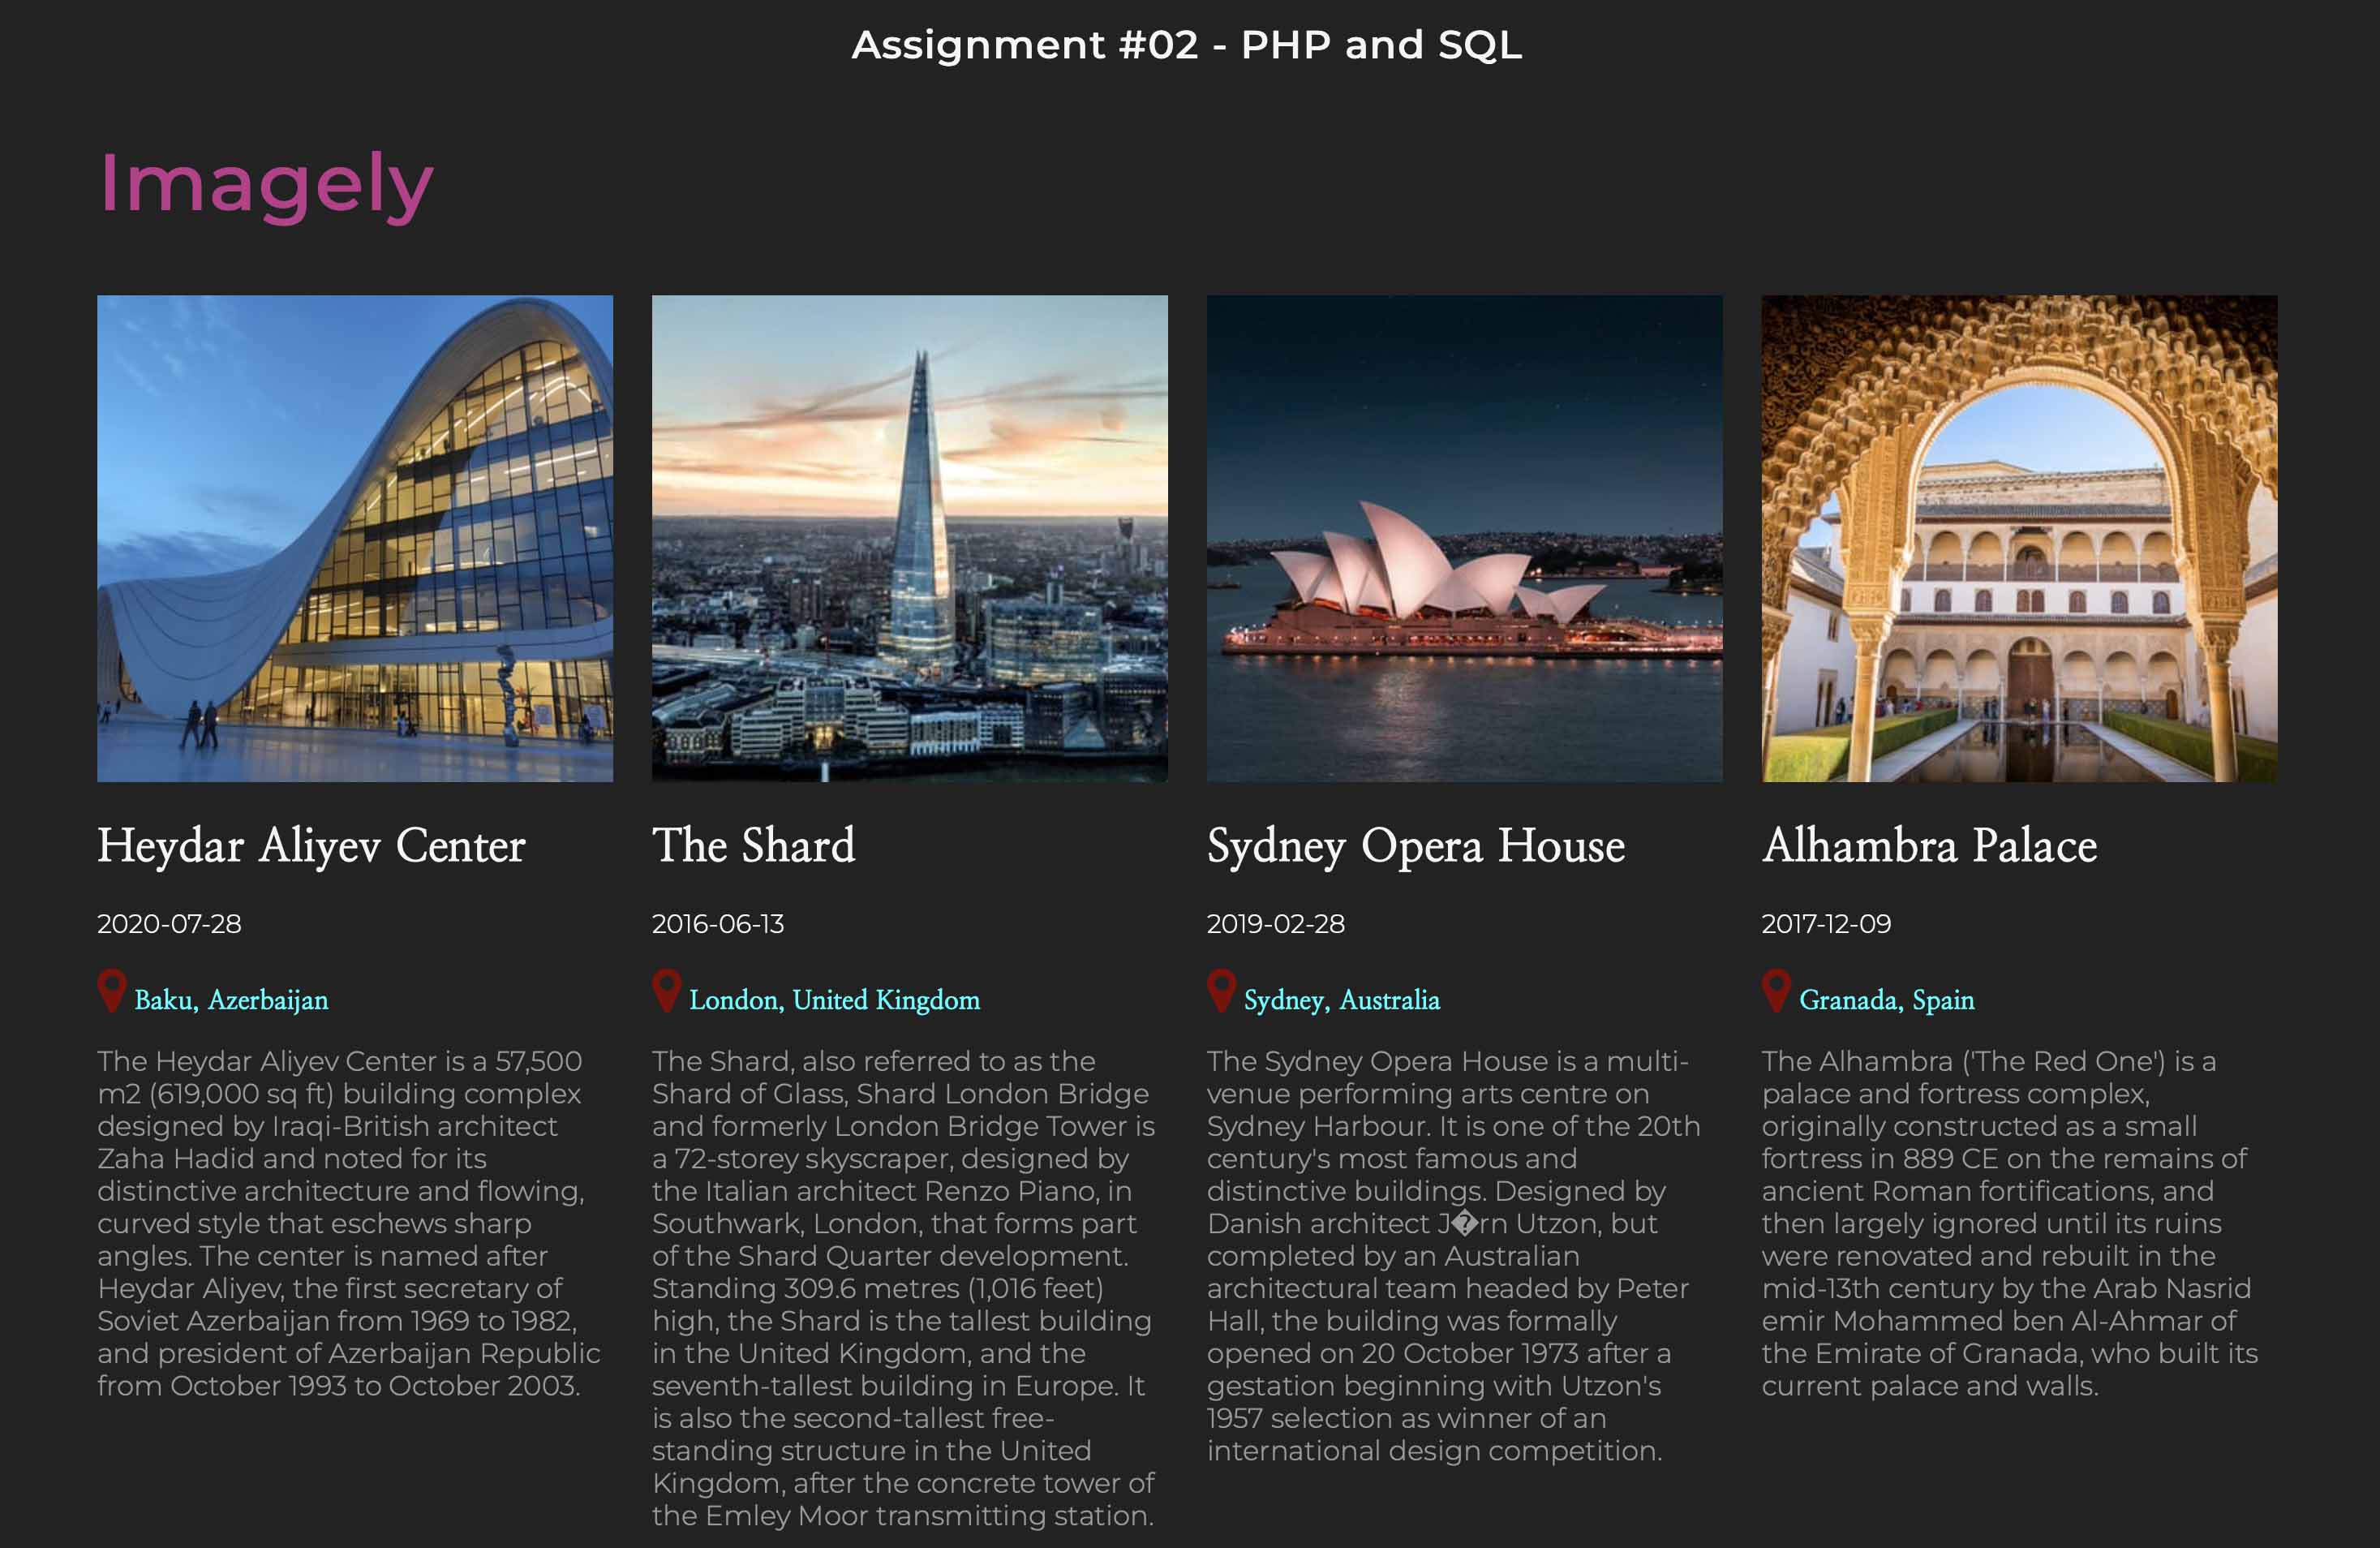 Assignment #02 - PHP and SQL
Imagely
Heydar Aliyev Center
2020-07-28
Baku, Azerbaijan
The Heydar Aliyev Center is a 57,500
m2 (619,000 sq ft) building complex
designed by Iraqi-British architect
Zaha Hadid and noted for its
distinctive architecture and flowing,
curved style that eschews sharp
angles. The center is named after
Heydar Aliyev, the first secretary of
Soviet Azerbaijan from 1969 to 1982,
and president of Azerbaijan Republic
from October 1993 to October 2003.
The Shard
2016-06-13
London, United Kingdom
The Shard, also referred to as the
Shard of Glass, Shard London Bridge
and formerly London Bridge Tower is
a 72-storey skyscraper, designed by
the Italian architect Renzo Piano, in
Southwark, London, that forms part
of the Shard Quarter development.
Standing 309.6 metres (1,016 feet)
high, the Shard is the tallest building
in the United Kingdom, and the
seventh-tallest building in Europe. It
is also the second-tallest free-
standing structure in the United
Kingdom, after the concrete tower of
the Emley Moor transmitting station.
Sydney Opera House
2019-02-28
Sydney, Australia
The Sydney Opera House is a multi-
venue performing arts centre on
Sydney Harbour. It is one of the 20th
century's most famous and
distinctive buildings. Designed by
Danish architect J�rn Utzon, but
completed by an Australian
architectural team headed by Peter
Hall, the building was formally
opened on 20 October 1973 after a
gestation beginning with Utzon's
1957 selection as winner of an
international design competition.
Alhambra Palace
2017-12-09
Granada, Spain
The Alhambra ('The Red One') is a
palace and fortress complex,
originally constructed as a small
fortress in 889 CE on the remains of
ancient Roman fortifications, and
then largely ignored until its ruins
were renovated and rebuilt in the
mid-13th century by the Arab Nasrid
emir Mohammed ben Al-Ahmar of
the Emirate of Granada, who built its
current palace and walls.